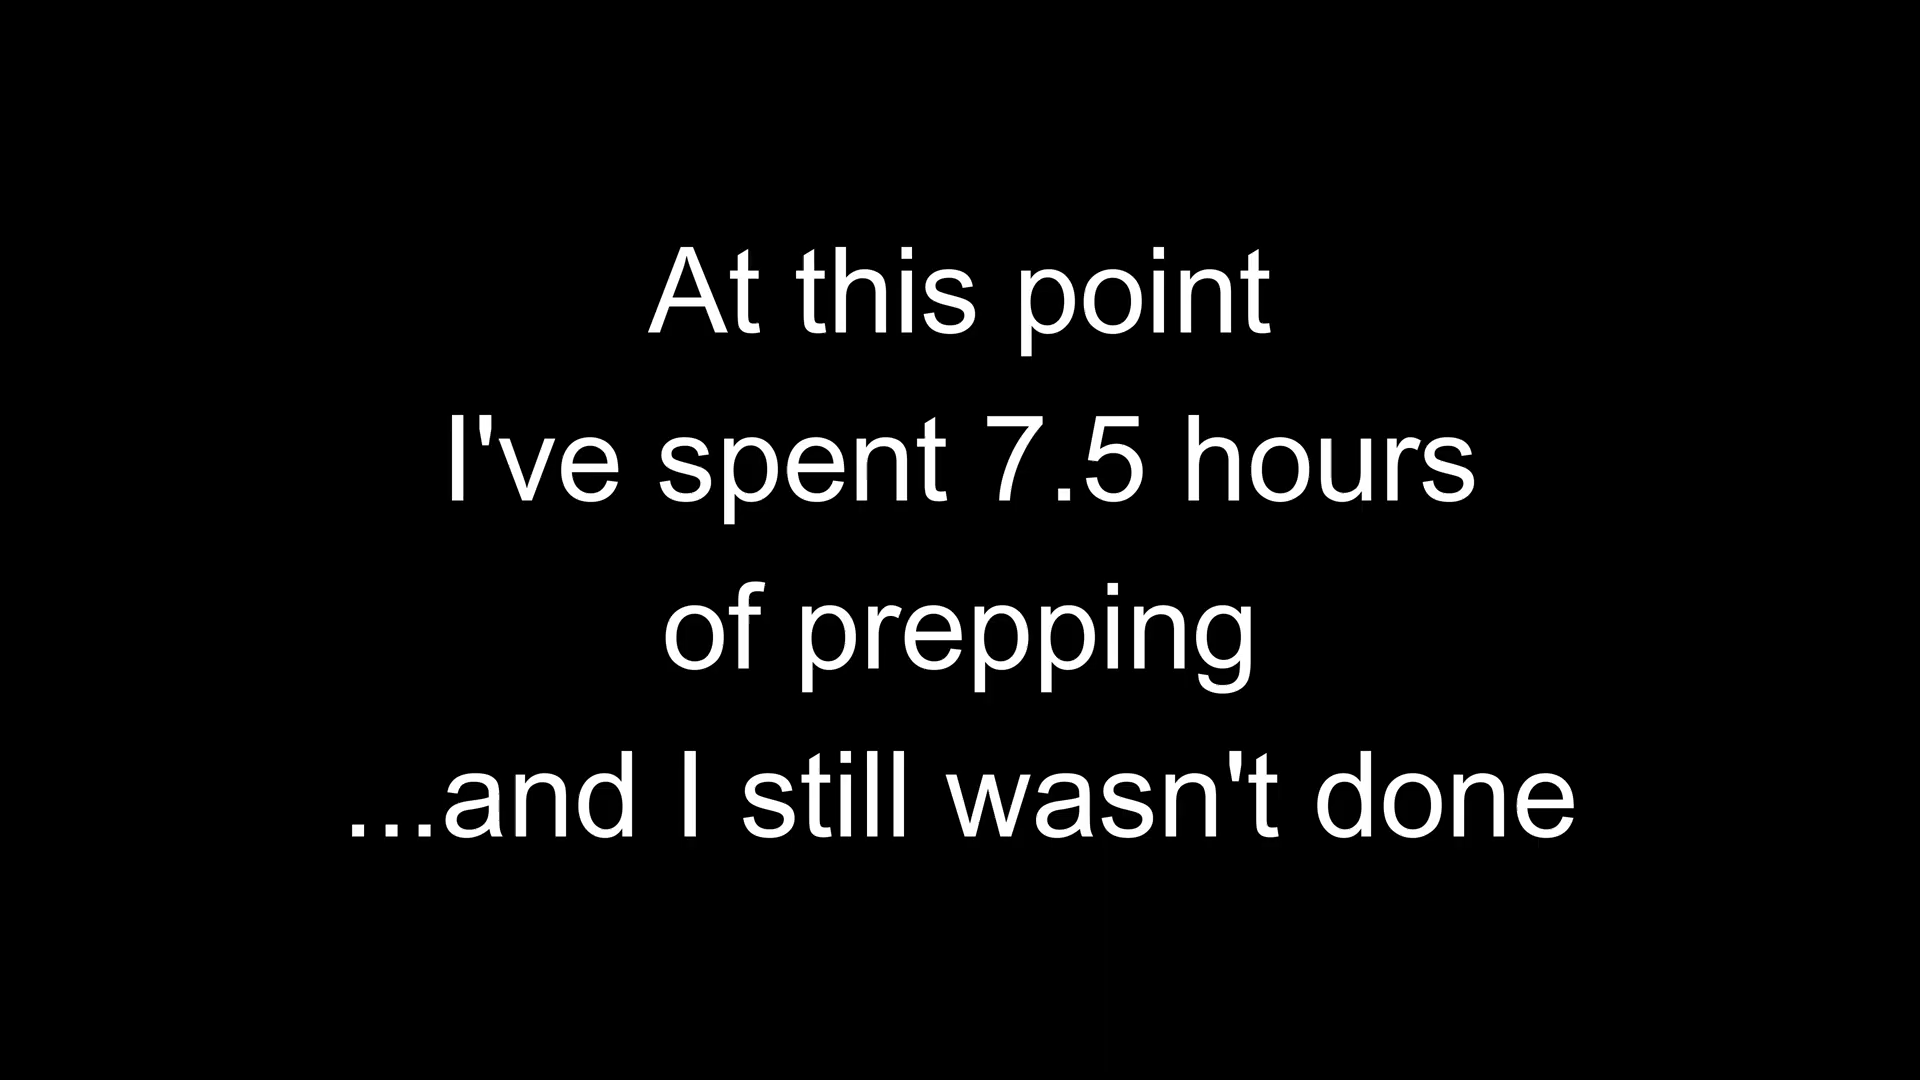 At this point
I've spent 7.5 hours
of prepping
...and I still wasn't done